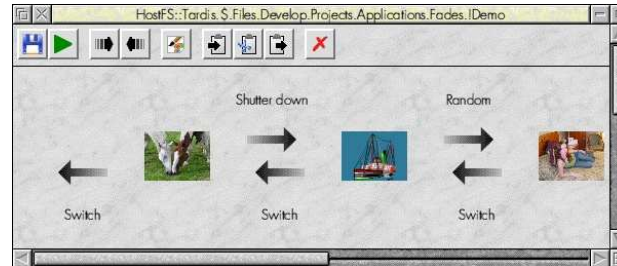 HostFS::Tardis.$.Files.Develop.Projects.Applications.Fades.!Demo
Shutter down
Random
Switch
Switch
Switch